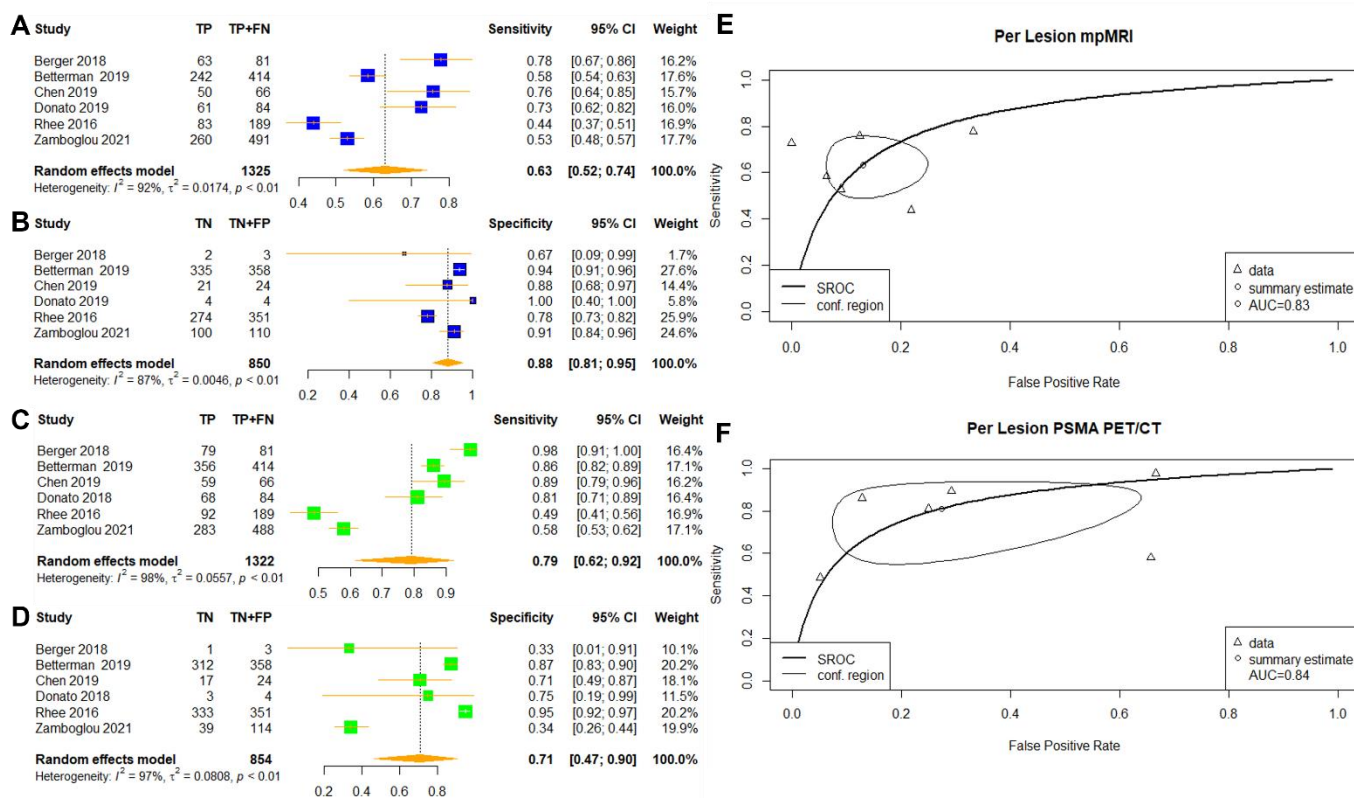 A
Study TP TP+FN Sensitivity 95% CI Weight
Berger 2018 63 81 0.78 [0.67; 0.86] 16.2%
Betterman 2019 242 414 0.58 [0.54; 0.63] 17.6%
Chen 2019 50 66 0.76 [0.64; 0.85] 15.7%
Donato 2019 61 84 0.73 [0.62; 0.82] 16.0%
Rhee 2016 83 189 0.44 [0.37; 0.51] 16.9%
Zamboglou 2021 260 491 0.53 [0.48; 0.57] 17.7%
Random effects model 1325 0.63 [0.52; 0.74] 100.0%
Heterogeneity: I² = 92%, τ² = 0.0174, p < 0.01
0.4 0.5 0.6 0.7 0.8
B
Study TN TN+FP Specificity 95% CI Weight
Berger 2018 2 3 0.67 [0.09; 0.99] 1.7%
Betterman 2019 335 358 0.94 [0.91; 0.96] 27.6%
Chen 2019 21 24 0.88 [0.68; 0.97] 14.4%
Donato 2019 4 4 1.00 [0.40; 1.00] 5.8%
Rhee 2016 274 351 0.78 [0.73; 0.82] 25.9%
Zamboglou 2021 100 110 0.91 [0.84; 0.96] 24.6%
Random effects model 850 0.88 [0.81; 0.95] 100.0%
Heterogeneity: I² = 87%, τ² = 0.0046, p < 0.01
0.2 0.4 0.6 0.8 1
C
Study TP TP+FN Sensitivity 95% CI Weight
Berger 2018 79 81 0.98 [0.91; 1.00] 16.4%
Betterman 2019 356 414 0.86 [0.82; 0.89] 17.1%
Chen 2019 59 66 0.89 [0.79; 0.96] 16.2%
Donato 2018 68 84 0.81 [0.71; 0.89] 16.4%
Rhee 2016 92 189 0.49 [0.41; 0.56] 16.9%
Zamboglou 2021 283 488 0.58 [0.53; 0.62] 17.1%
Random effects model 1322 0.79 [0.62; 0.92] 100.0%
Heterogeneity: I² = 98%, τ² = 0.0557, p < 0.01
0.5 0.6 0.7 0.8 0.9
D
Study TN TN+FP Specificity 95% CI Weight
Berger 2018 1 3 0.33 [0.01; 0.91] 10.1%
Betterman 2019 312 358 0.87 [0.83; 0.90] 20.2%
Chen 2019 17 24 0.71 [0.49; 0.87] 18.1%
Donato 2018 3 4 0.75 [0.19; 0.99] 11.5%
Rhee 2016 333 351 0.95 [0.92; 0.97] 20.2%
Zamboglou 2021 39 114 0.34 [0.26; 0.44] 19.9%
Random effects model 854 0.71 [0.47; 0.90] 100.0%
Heterogeneity: I² = 97%, τ² = 0.0808, p < 0.01
0.2 0.4 0.6 0.8
E
Per Lesion mpMRI
Sensitivity
0.0 0.2 0.4 0.6 0.8 1.0
SROC
conf. region
data
summary estimate
AUC=0.83
0.0 0.2 0.4 0.6 0.8 1.0
False Positive Rate
F
Per Lesion PSMA PET/CT
Sensitivity
0.0 0.2 0.4 0.6 0.8 1.0
SROC
conf. region
data
summary estimate
AUC=0.84
0.0 0.2 0.4 0.6 0.8 1.0
False Positive Rate